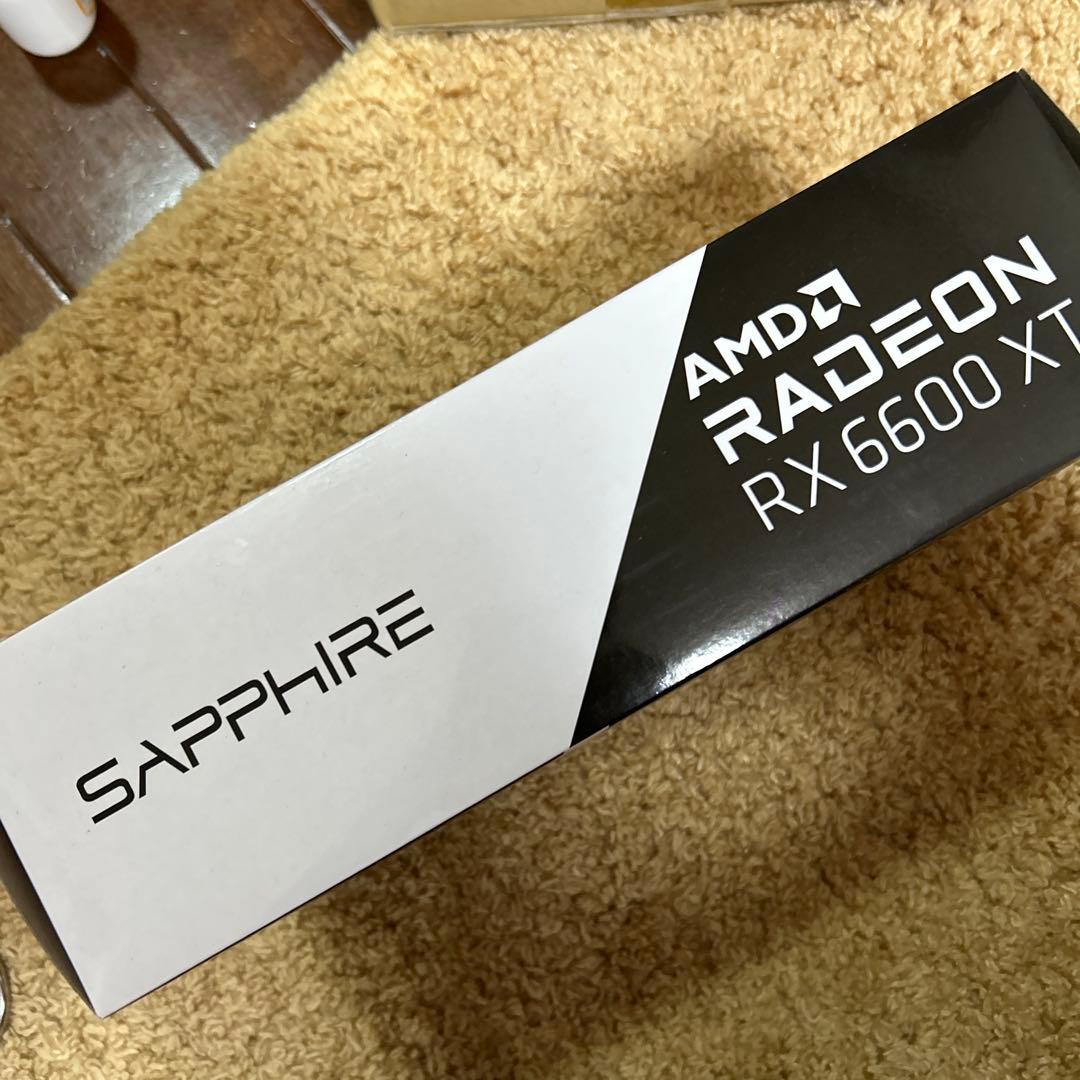 AMD
RADEON
RX 6600 XT
SAPPHIRE